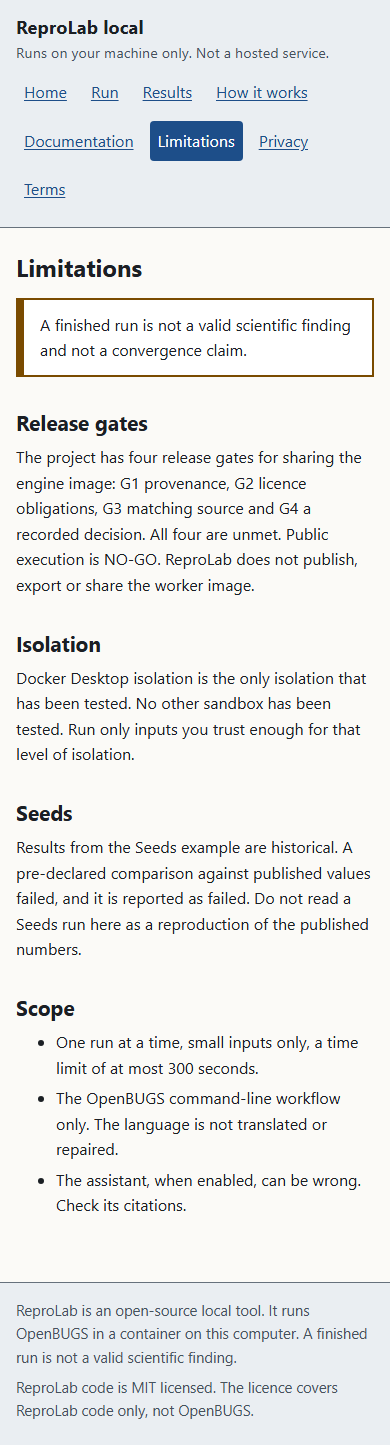 ReproLab local
Runs on your machine only. Not a hosted service.
Home Run Results How it works
Documentation Limitations Privacy
Terms
Limitations
A finished run is not a valid scientific finding
and not a convergence claim.
Release gates
The project has four release gates for sharing the
engine image: G1 provenance, G2 licence
obligations, G3 matching source and G4 a
recorded decision. All four are unmet. Public
execution is NO-GO. ReproLab does not publish,
export or share the worker image.
Isolation
Docker Desktop isolation is the only isolation that
has been tested. No other sandbox has been
tested. Run only inputs you trust enough for that
level of isolation.
Seeds
Results from the Seeds example are historical. A
pre-declared comparison against published values
failed, and it is reported as failed. Do not read a
Seeds run here as a reproduction of the published
numbers.
Scope
• One run at a time, small inputs only, a time
limit of at most 300 seconds.
• The OpenBUGS command-line workflow
only. The language is not translated or
repaired.
• The assistant, when enabled, can be wrong.
Check its citations.
ReproLab is an open-source local tool. It runs
OpenBUGS in a container on this computer. A finished
run is not a valid scientific finding.
ReproLab code is MIT licensed. The licence covers
ReproLab code only, not OpenBUGS.